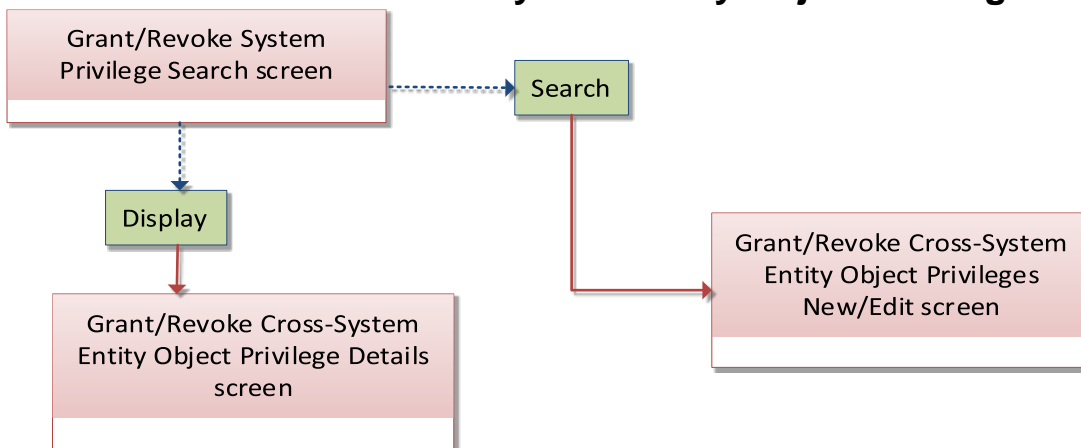 Grant/Revoke System
Privilege Search screen
Search
Display
Grant/Revoke Cross-System
Entity Object Privileges
New/Edit screen
Grant/Revoke Cross-System
Entity Object Privilege Details
screen